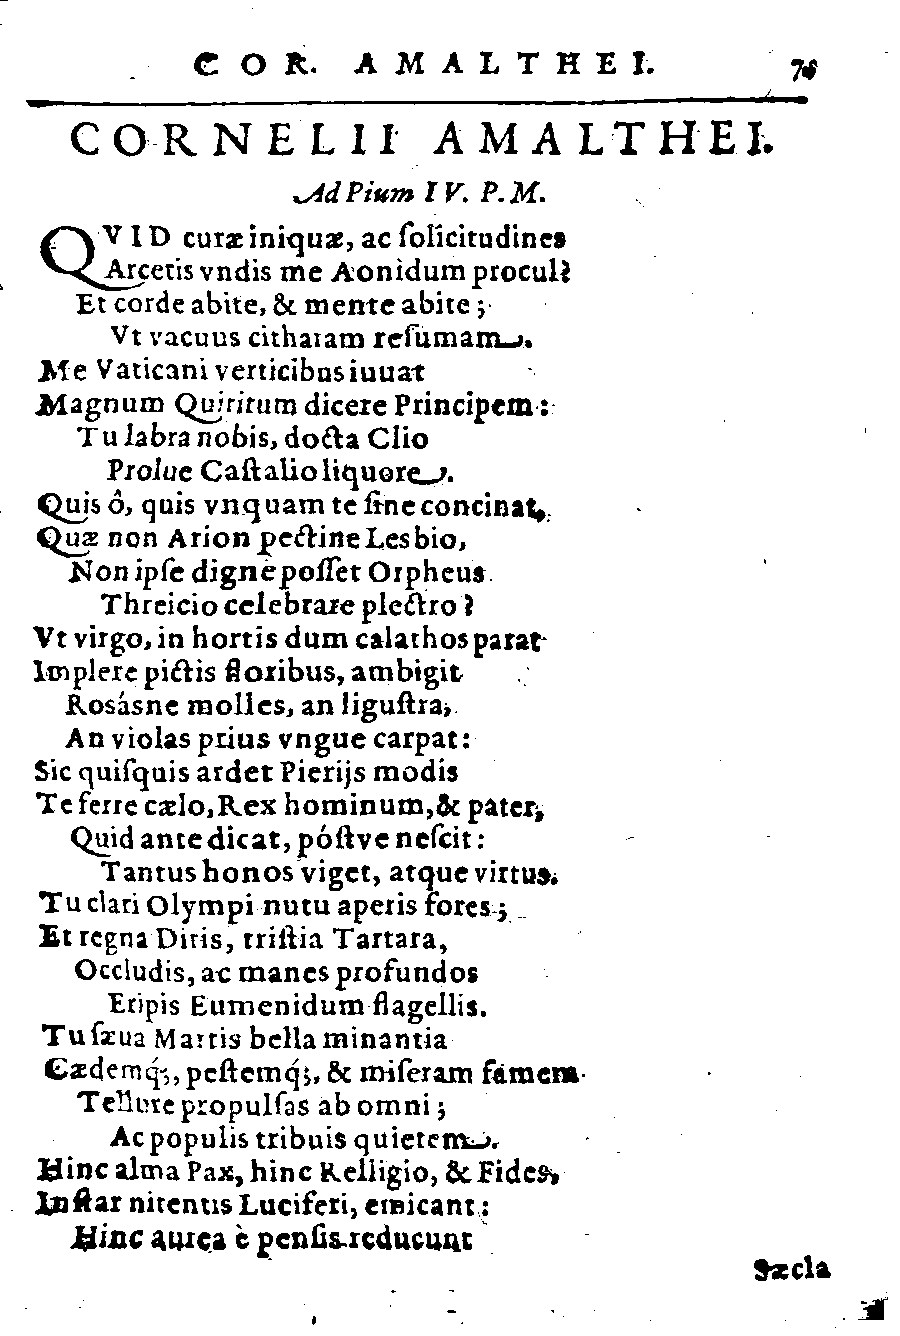 COR. AMALTHEI. 76
CORNELII AMALTHEI.
Ad Pium IV. P. M.
QVID curæ iniquæ, ac ſolicitudines
Arcetis vndis me Aonidum procul?
Et corde abite, & mente abite;
Vt vacuus citharam reſumam.
Me Vaticani verticibus iuuat
Magnum Quiritum dicere Principem:
Tu labra nobis, docta Clio
Prolue Caſtalio liquore.
Quis ô, quis vnquam te ſine concinat,
Quæ non Arion pectine Lesbio,
Non ipſe dignè poſſet Orpheus
Threicio celebrare plectro?
Vt virgo, in hortis dum calathos parat
Implere pictis floribus, ambigit
Rosásne molles, an liguſtra,
An violas prius vngue carpat:
Sic quiſquis ardet Pierijs modis
Te ferre cælo, Rex hominum, & pater,
Quid ante dicat, póſtve neſcit:
Tantus honos viget, atque virtus.
Tu clari Olympi nutu aperis fores;
Et regna Ditis, triſtia Tartara,
Occludis, ac manes profundos
Eripis Eumenidum flagellis.
Tu ſæua Martis bella minantia
Cædemq́;, peſtemq́;, & miſeram famem
Tellure propulſas ab omni;
Ac populis tribuis quietem.
Hinc alma Pax, hinc Relligio, & Fides,
Inſtar nitentis Luciferi, emicant:
Hinc aurea è penſis reducunt
Sæcla